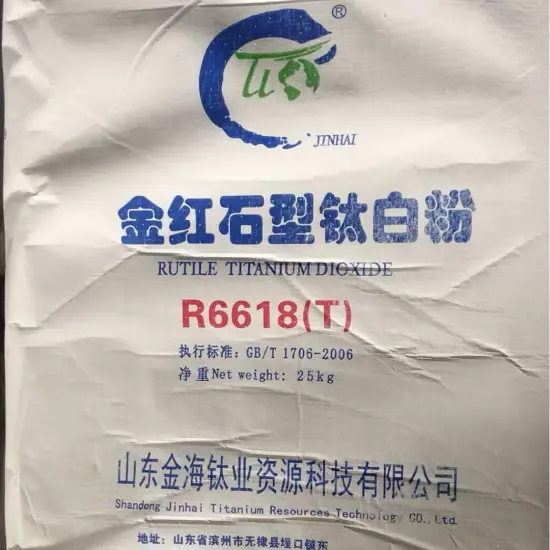 ®
TiO
JINHAI
金红石型钛白粉
RUTILE TITANIUM DIOXIDE
R6618(T)
执行标准: GB/T 1706-2006
净重Net weight: 25kg
山东金海钛业资源科技有限公司
Shandong Jinhai Titanium Resources Technology CO.,Ltd
地址: 山东省滨州市无棣县埕口镇东